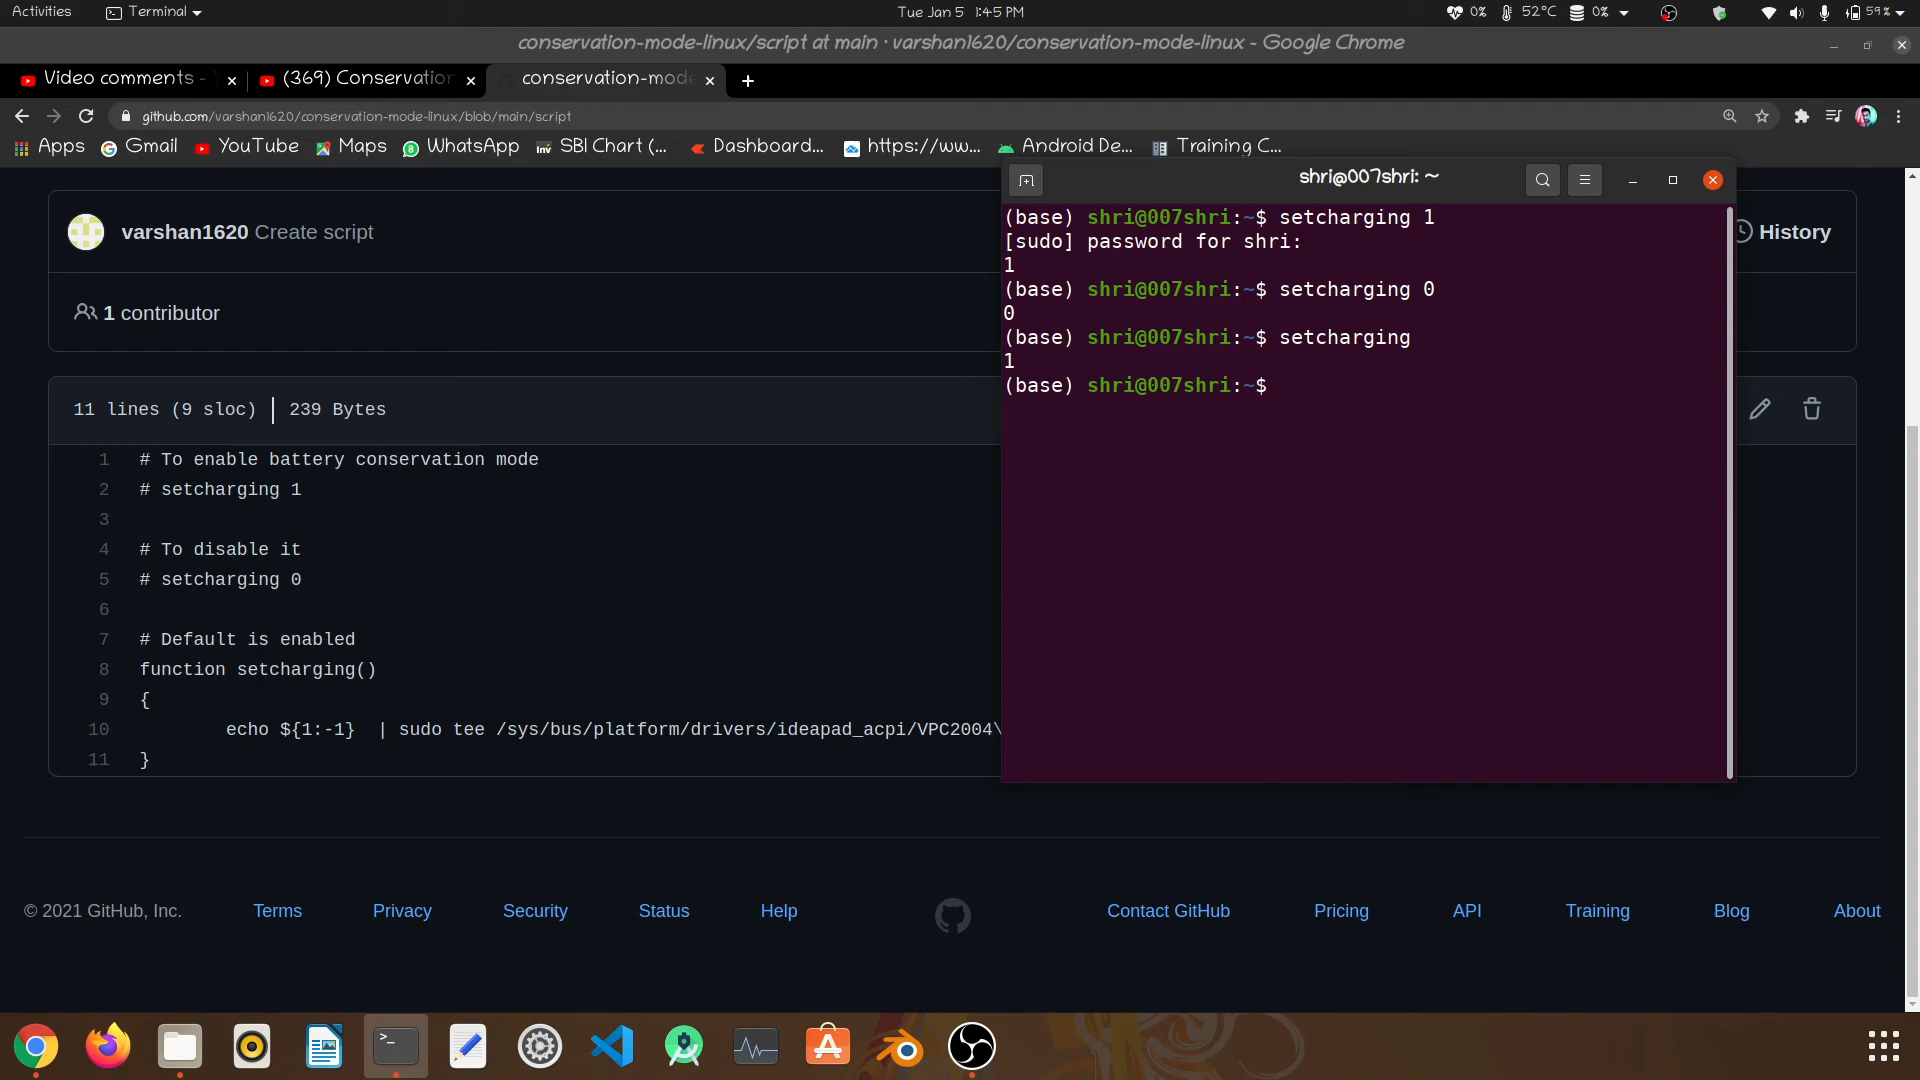 Activities Terminal Tue Jan 5 1:45 PM 0% 52°C 0% 59%
conservation-mode-linux/script at main · varshan1620/conservation-mode-linux - Google Chrome
Video comments - (369) Conservation conservation-mode
github.com/varshan1620/conservation-mode-linux/blob/main/script
Apps Gmail YouTube Maps WhatsApp SBI Chart (... Dashboard... https://ww... Android De... Training C...
varshan1620 Create script
History
1 contributor
11 lines (9 sloc) 239 Bytes
1 # To enable battery conservation mode
2 # setcharging 1
3
4 # To disable it
5 # setcharging 0
6
7 # Default is enabled
8 function setcharging()
9 {
10 echo ${1:-1} | sudo tee /sys/bus/platform/drivers/ideapad_acpi/VPC2004\
11 }
shri@007shri: ~
(base) shri@007shri:~$ setcharging 1
[sudo] password for shri:
1
(base) shri@007shri:~$ setcharging 0
0
(base) shri@007shri:~$ setcharging
1
(base) shri@007shri:~$
© 2021 GitHub, Inc. Terms Privacy Security Status Help Contact GitHub Pricing API Training Blog About